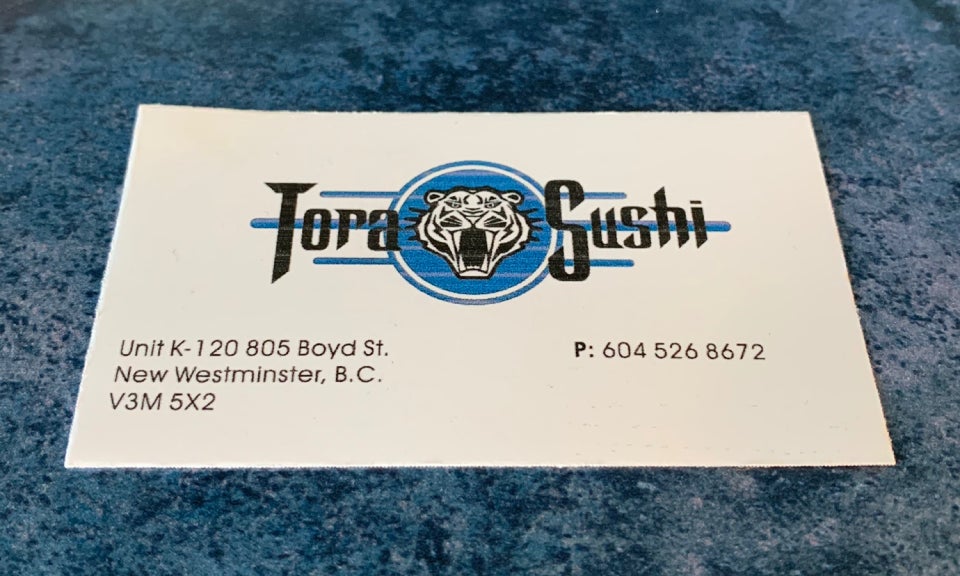 Tora Sushi
Unit K-120 805 Boyd St.
P: 604 526 8672
New Westminster, B.C.
V3M 5X2